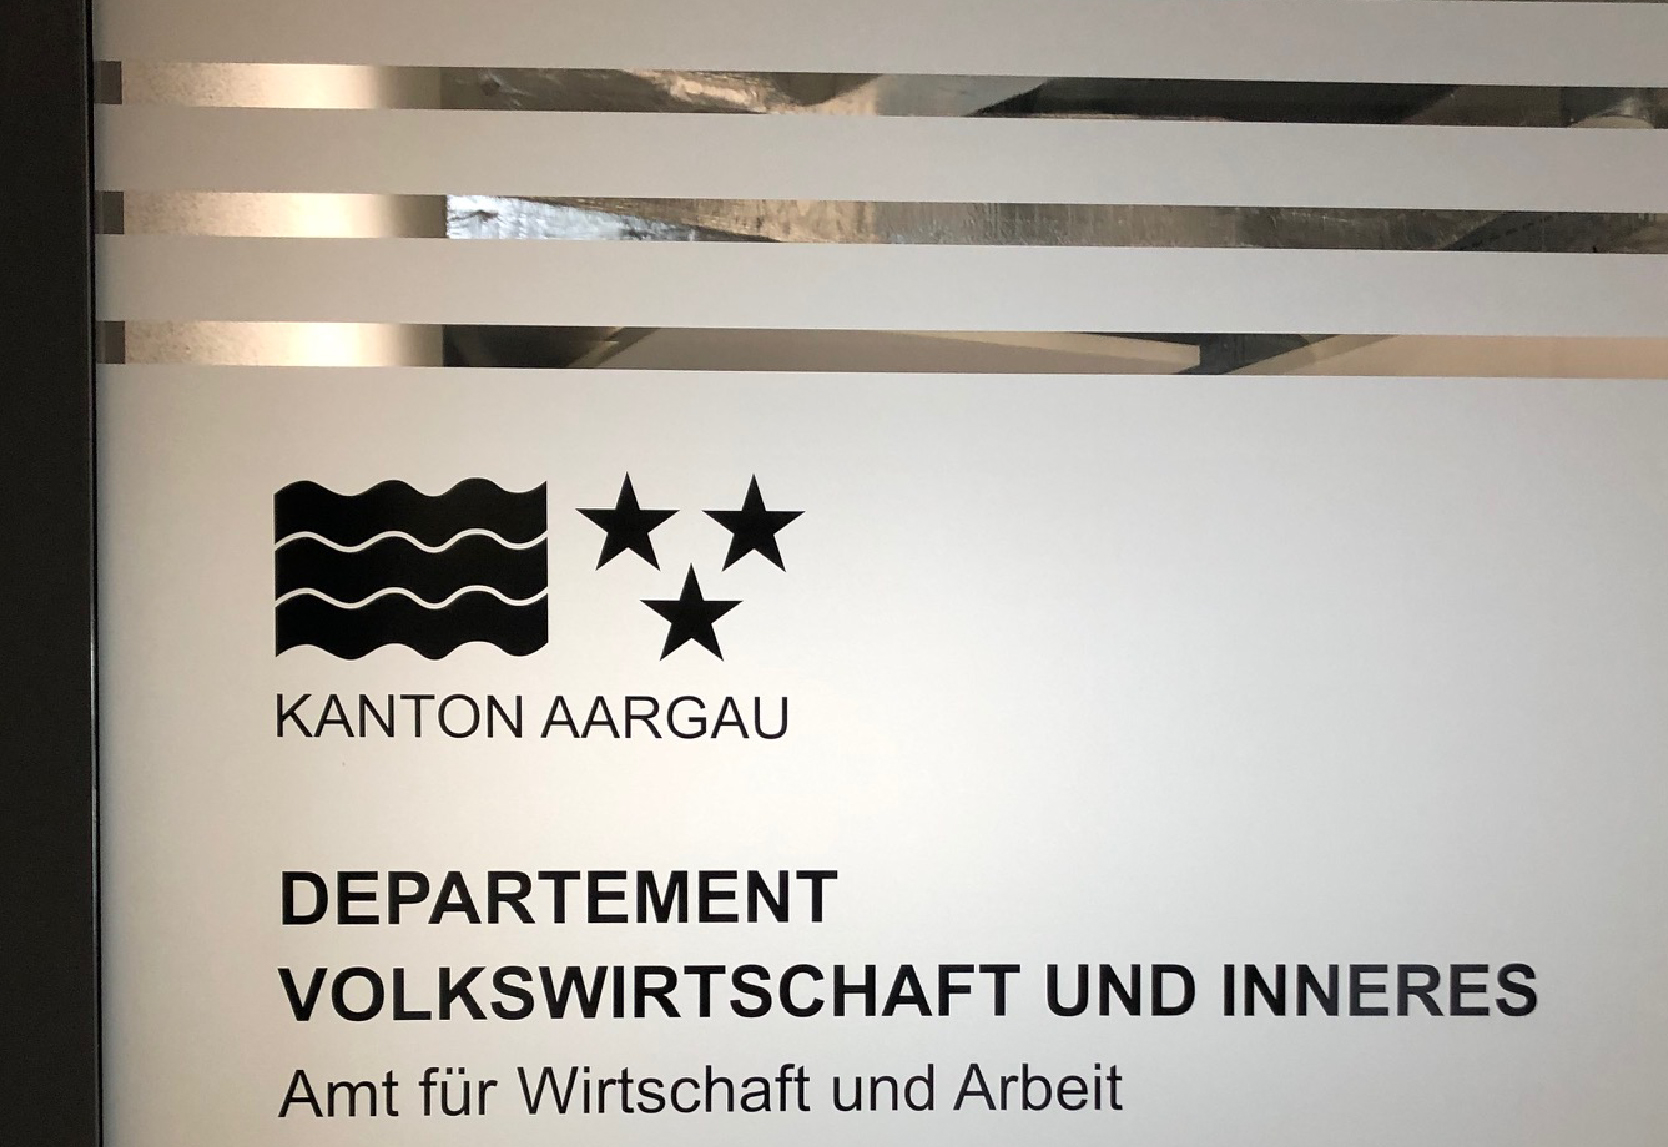 KANTON AARGAU
DEPARTEMENT
VOLKSWIRTSCHAFT UND INNERES
Amt für Wirtschaft und Arbeit